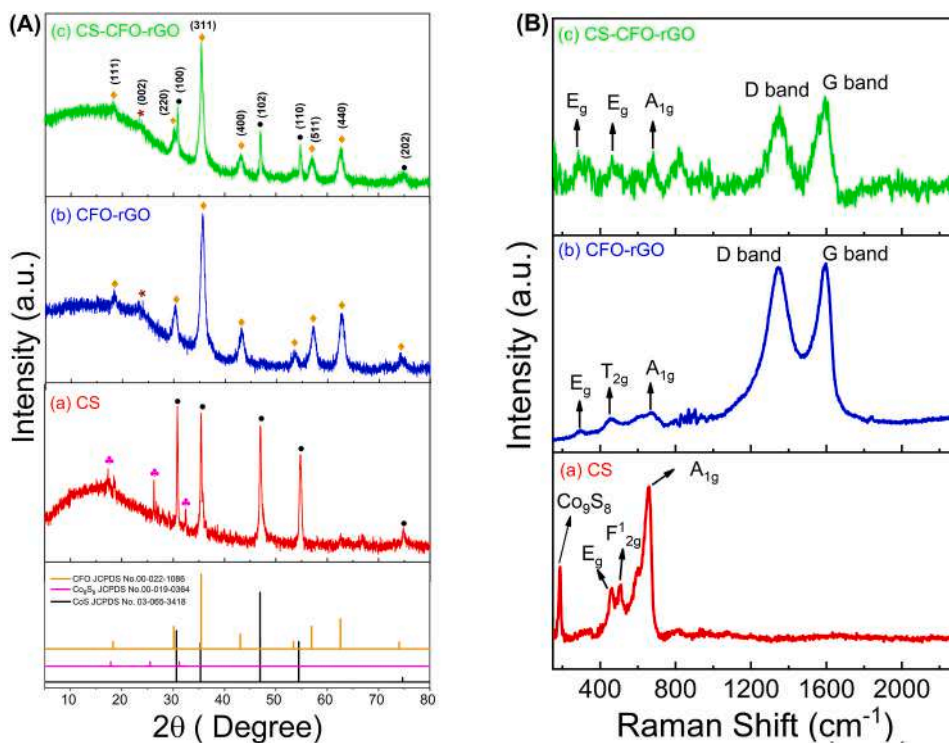 (A)
(c) CS-CFO-rGO
(311)
(111)
(002)
(220)
(100)
(400)
(102)
(110)
(511)
(440)
(202)
(b) CFO-rGO
(a) CS
CFO JCPDS No.00-022-1086
Co₉S₈ JCPDS No.00-019-0364
CoS JCPDS No. 03-065-3418
Intensity (a.u.)
10 20 30 40 50 60 70 80
2θ ( Degree)
(B)
(c) CS-CFO-rGO
D band
G band
E₉
E₉
A₁g
(b) CFO-rGO
D band
G band
Eg
T₂g
A₁g
(a) CS
A₁g
Co₉S₈
Eg
F¹₂g
Intensity (a.u.)
400 800 1200 1600 2000
Raman Shift (cm⁻¹)